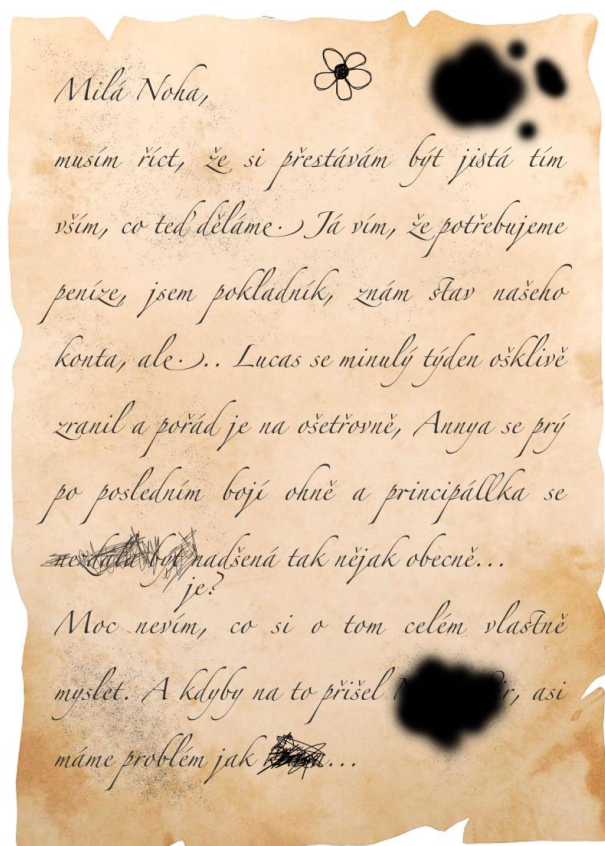 Milá Noha,
musím říct, že si přestávám být jistá tím
vším, co teď děláme. Já vím, že potřebujeme
peníze, jsem pokladník, znám stav našeho
konta, ale... Lucas se minulý týden ošklivě
zranil a pořád je na ošetřovně, Annya se prý
po posledním bojí ohně a principállka se
nezdála být nadšená tak nějak obecně...
je?
Moc nevím, co si o tom celém vlastně
myslet. A kdyby na to přišel asi
máme problém jak ...